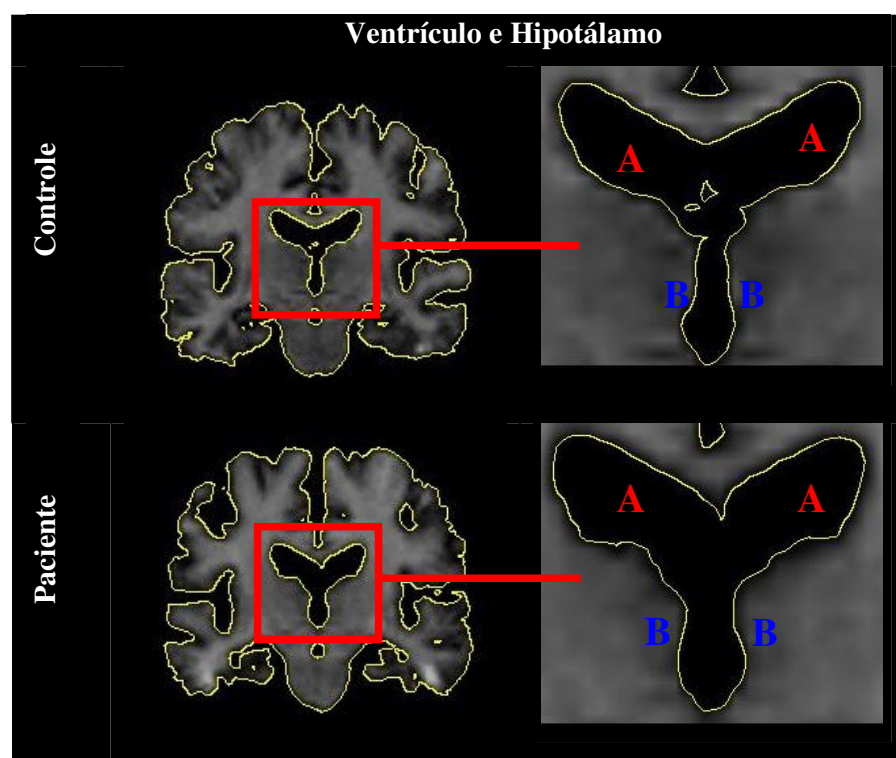 Ventrículo e Hipotálamo
Controle
A A
B B
Paciente
A A
B B